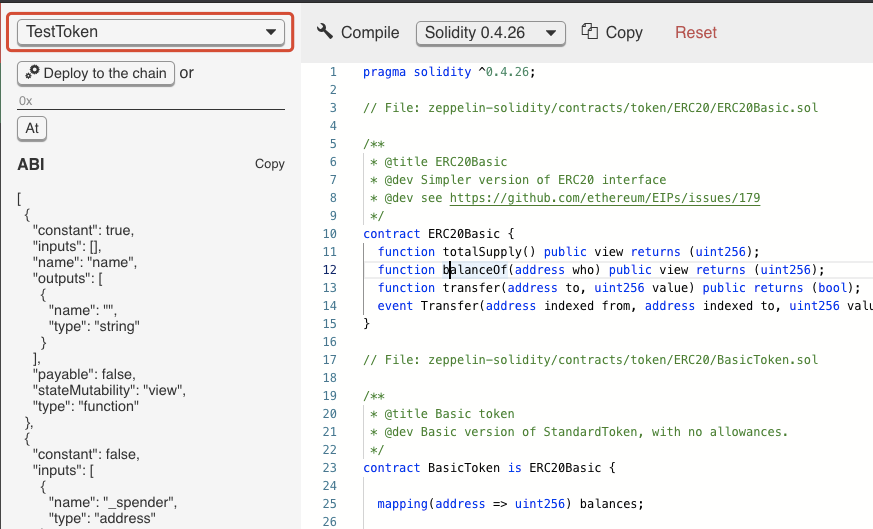 TestToken
Deploy to the chain or
0x
At
ABI Copy
[
{
"constant": true,
"inputs": [],
"name": "name",
"outputs": [
{
"name": "",
"type": "string"
}
],
"payable": false,
"stateMutability": "view",
"type": "function"
},
{
"constant": false,
"inputs": [
{
"name": "_spender",
"type": "address"
Compile Solidity 0.4.26 Copy Reset
1 pragma solidity ^0.4.26;
2
3 // File: zeppelin-solidity/contracts/token/ERC20/ERC20Basic.sol
4
5 /**
6 * @title ERC20Basic
7 * @dev Simpler version of ERC20 interface
8 * @dev see https://github.com/ethereum/EIPs/issues/179
9 */
10 contract ERC20Basic {
11 function totalSupply() public view returns (uint256);
12 function balanceOf(address who) public view returns (uint256);
13 function transfer(address to, uint256 value) public returns (bool);
14 event Transfer(address indexed from, address indexed to, uint256 valu
15 }
16
17 // File: zeppelin-solidity/contracts/token/ERC20/BasicToken.sol
18
19 /**
20 * @title Basic token
21 * @dev Basic version of StandardToken, with no allowances.
22 */
23 contract BasicToken is ERC20Basic {
24
25 mapping(address => uint256) balances;
26